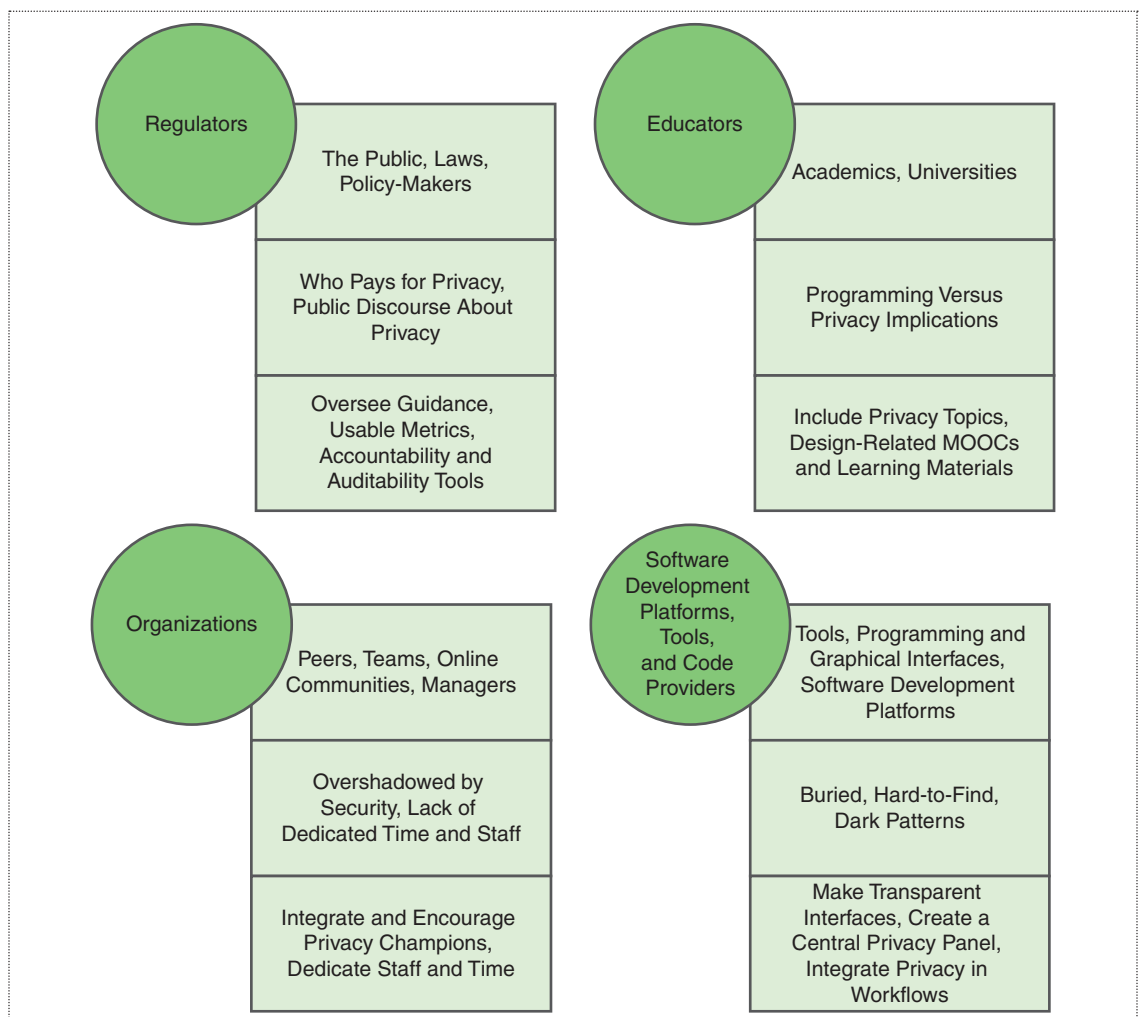 Regulators
The Public, Laws,
Policy-Makers
Who Pays for Privacy,
Public Discourse About
Privacy
Oversee Guidance,
Usable Metrics,
Accountability and
Auditability Tools
Educators
Academics, Universities
Programming Versus
Privacy Implications
Include Privacy Topics,
Design-Related MOOCs
and Learning Materials
Organizations
Peers, Teams, Online
Communities, Managers
Overshadowed by
Security, Lack of
Dedicated Time and Staff
Integrate and Encourage
Privacy Champions,
Dedicate Staff and Time
Software
Development
Platforms,
Tools,
and Code
Providers
Tools, Programming and
Graphical Interfaces,
Software Development
Platforms
Buried, Hard-to-Find,
Dark Patterns
Make Transparent
Interfaces, Create a
Central Privacy Panel,
Integrate Privacy in
Workflows